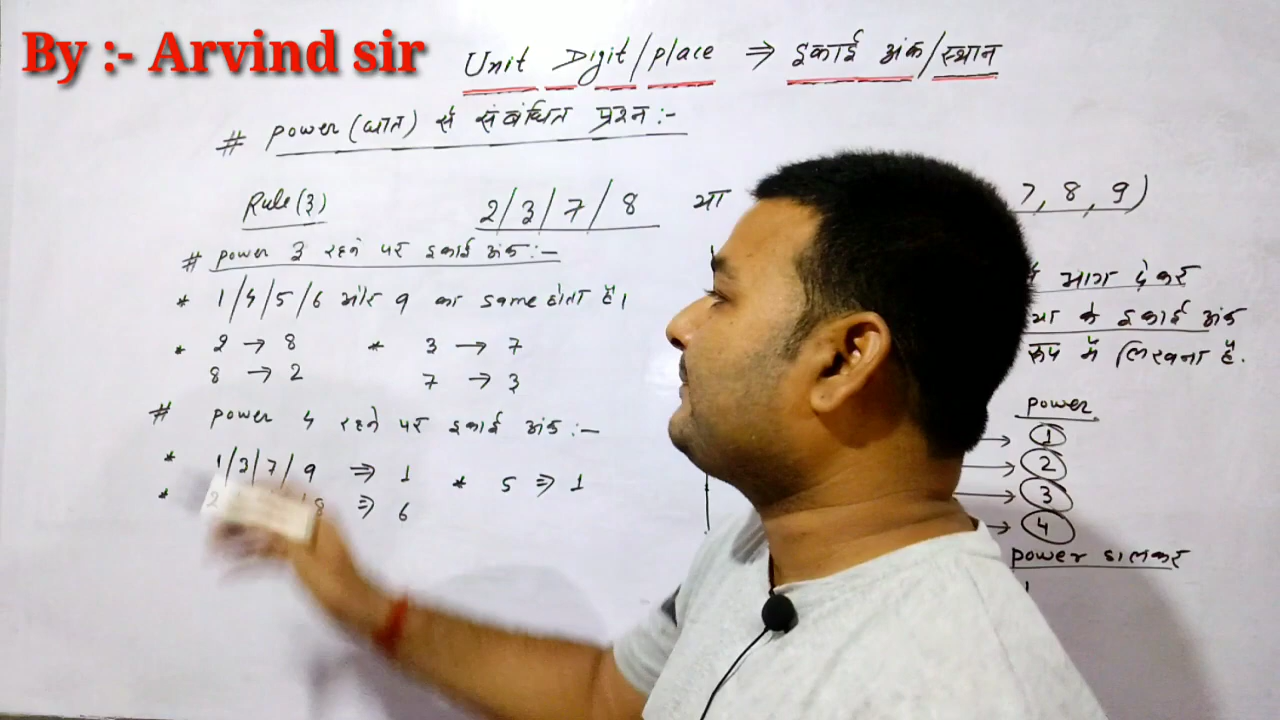 By :- Arvind sir
Unit Digit/place ⇒ इकाई अंक/स्थान
# power (घात) से संबंधित प्रश्न:-
Rule(3)
2/3/7/8 या 7, 8, 9)
# power 3 रहने पर इकाई अंक:-
* 1/4/5/6 और 9 का same होता है।
* 2 → 8 * 3 → 7
8 → 2 7 → 3
# power 4 रहने पर इकाई अंक:-
* 1/3/7/9 ⇒ 1 * 5 ⇒ 1
* 2 8 ⇒ 6
भाग देकर
के इकाई अंक
रूप में लिखना है.
power
→ 1
→ 2
→ 3
→ 4
power डालकर